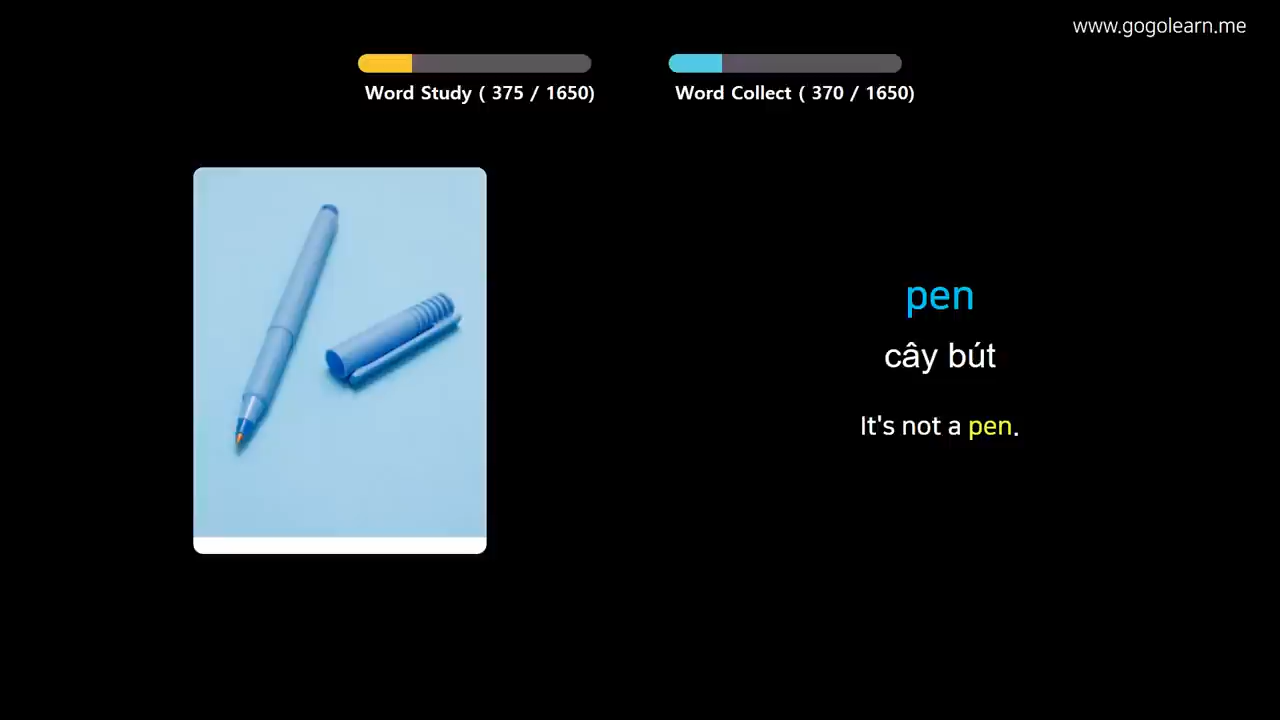 www.gogolearn.me
Word Study ( 375 / 1650)
Word Collect ( 370 / 1650)
pen
cây bút
It's not a pen.